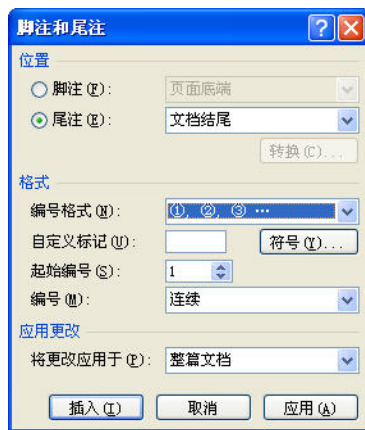 脚注和尾注
位置
脚注(F): 页面底端
尾注(E): 文档结尾
转换(C)...
格式
编号格式(N): ①, ②, ③ …
自定义标记(U): 符号(Y)...
起始编号(S): 1
编号(M): 连续
应用更改
将更改应用于(P): 整篇文档
插入(I) 取消 应用(A)